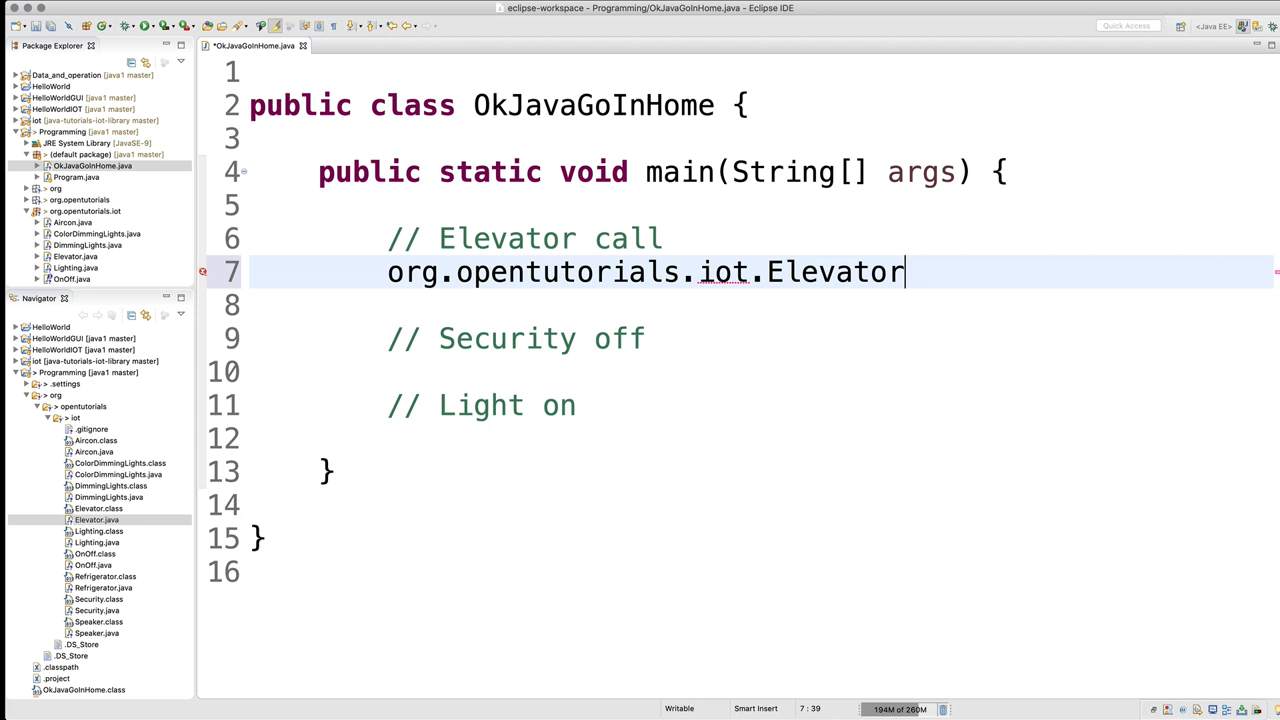 eclipse-workspace - Programming/OkJavaGoInHome.java - Eclipse IDE
Quick Access
<Java EE>
Package Explorer
Data_and_operation [java1 master]
HelloWorld
HelloWorldGUI [java1 master]
HelloWorldIOT [java1 master]
iot [java-tutorials-iot-library master]
> Programming [java1 master]
JRE System Library [JavaSE-9]
> (default package) [java1 master]
OkJavaGoInHome.java
Program.java
org
org.opentutorials
org.opentutorials.iot
Aircon.java
ColorDimmingLights.java
DimmingLights.java
Elevator.java
Lighting.java
OnOff.java
Navigator
HelloWorld
HelloWorldGUI [java1 master]
HelloWorldIOT [java1 master]
iot [java-tutorials-iot-library master]
> Programming [java1 master]
> .settings
> org
> opentutorials
> iot
.gitignore
Aircon.class
Aircon.java
ColorDimmingLights.class
ColorDimmingLights.java
DimmingLights.class
DimmingLights.java
Elevator.class
Elevator.java
Lighting.class
Lighting.java
OnOff.class
OnOff.java
Refrigerator.class
Refrigerator.java
Security.class
Security.java
Speaker.class
Speaker.java
.DS_Store
.DS_Store
.classpath
.project
OkJavaGoInHome.class
*OkJavaGoInHome.java
1
2 public class OkJavaGoInHome {
3
4 public static void main(String[] args) {
5
6 // Elevator call
7 org.opentutorials.iot.Elevator
8
9 // Security off
10
11 // Light on
12
13 }
14
15 }
16
Writable
Smart Insert
7 : 39
194M of 260M